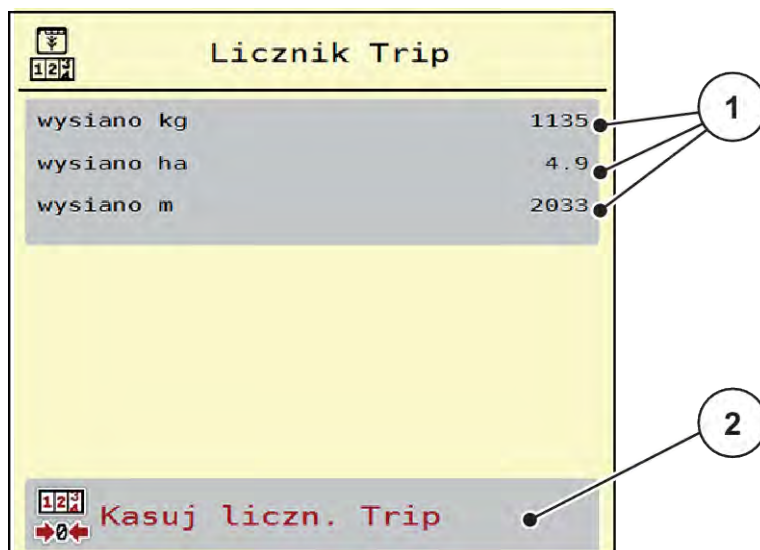 Licznik Trip
wysiano kg 1135
wysiano ha 4.9
wysiano m 2033
1
Kasuj liczn. Trip
2